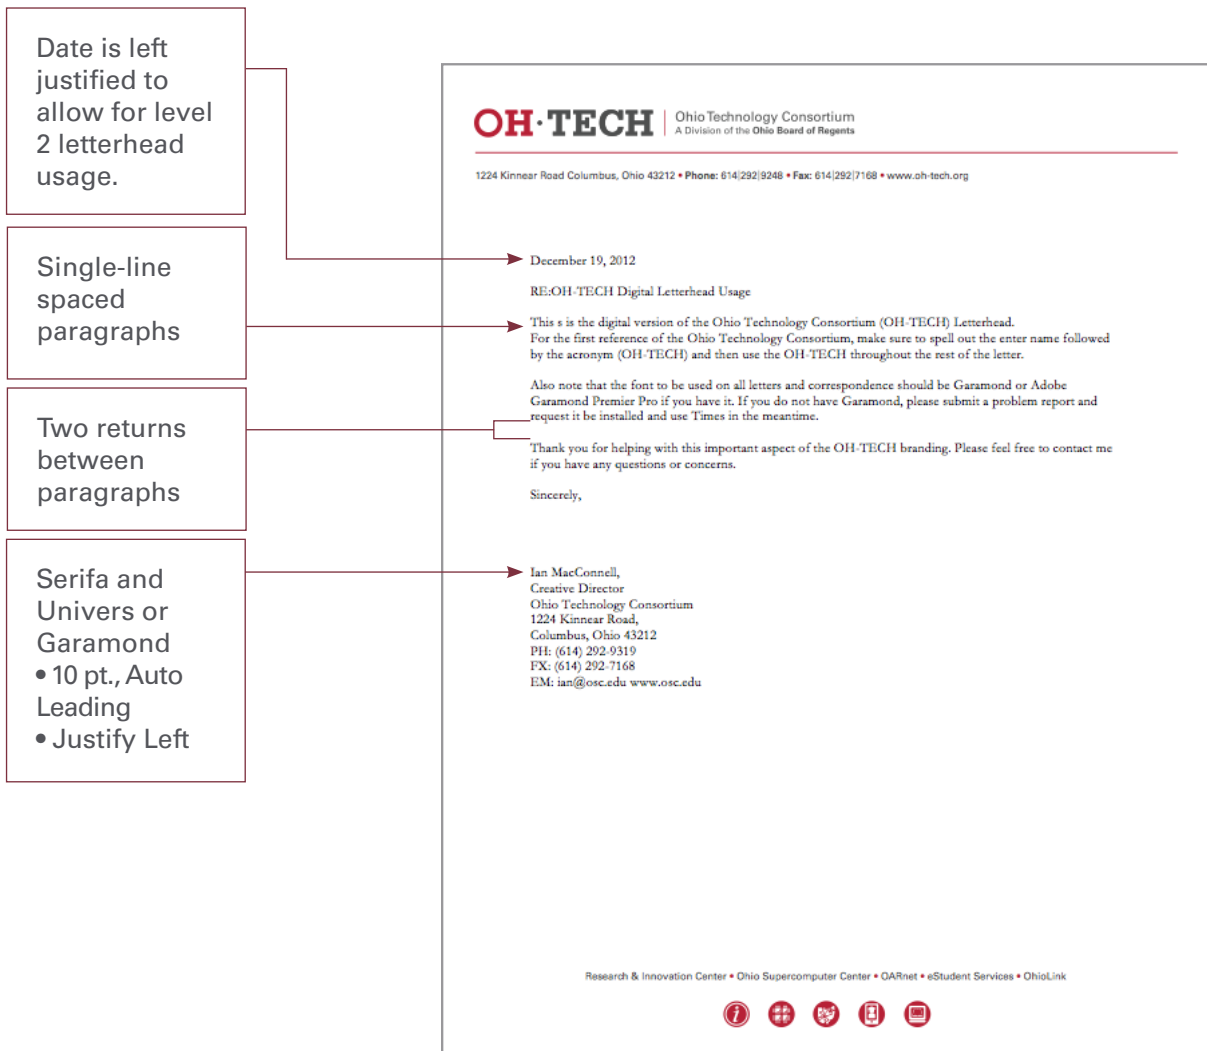 Date is left
justified to
allow for level
2 letterhead
usage.
Single-line
spaced
paragraphs
Two returns
between
paragraphs
Serifa and
Univers or
Garamond
• 10 pt., Auto
Leading
• Justify Left
OH·TECH
Ohio Technology Consortium
A Division of the Ohio Board of Regents
1224 Kinnear Road Columbus, Ohio 43212 • Phone: 614|292|9248 • Fax: 614|292|7168 • www.oh-tech.org
December 19, 2012
RE:OH-TECH Digital Letterhead Usage
This s is the digital version of the Ohio Technology Consortium (OH-TECH) Letterhead.
For the first reference of the Ohio Technology Consortium, make sure to spell out the enter name followed
by the acronym (OH-TECH) and then use the OH-TECH throughout the rest of the letter.
Also note that the font to be used on all letters and correspondence should be Garamond or Adobe
Garamond Premier Pro if you have it. If you do not have Garamond, please submit a problem report and
request it be installed and use Times in the meantime.
Thank you for helping with this important aspect of the OH-TECH branding. Please feel free to contact me
if you have any questions or concerns.
Sincerely,
Ian MacConnell,
Creative Director
Ohio Technology Consortium
1224 Kinnear Road,
Columbus, Ohio 43212
PH: (614) 292-9319
FX: (614) 292-7168
EM: ian@osc.edu www.osc.edu
Research & Innovation Center • Ohio Supercomputer Center • OARnet • eStudent Services • OhioLink
i